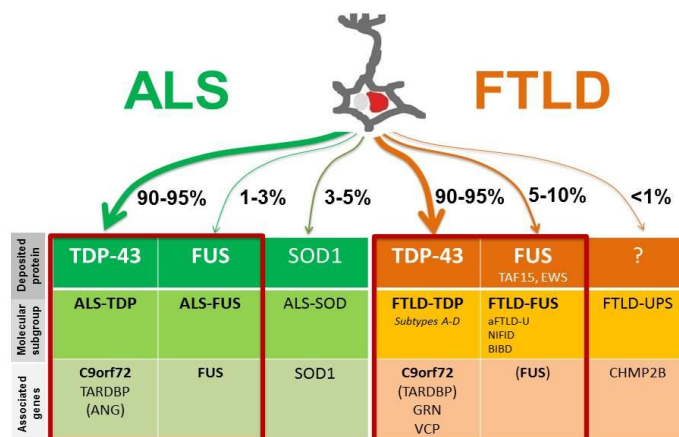 ALS
FTLD
90-95%
1-3%
3-5%
90-95%
5-10%
<1%
Deposited
protein
TDP-43
FUS
SOD1
TDP-43
FUS
TAF15, EWS
?
Molecular
subgroup
ALS-TDP
ALS-FUS
ALS-SOD
FTLD-TDP
Subtypes A-D
FTLD-FUS
aFTLD-U
NIFID
BIBD
FTLD-UPS
Associated
genes
C9orf72
TARDBP
(ANG)
FUS
SOD1
C9orf72
(TARDBP)
GRN
VCP
(FUS)
CHMP2B